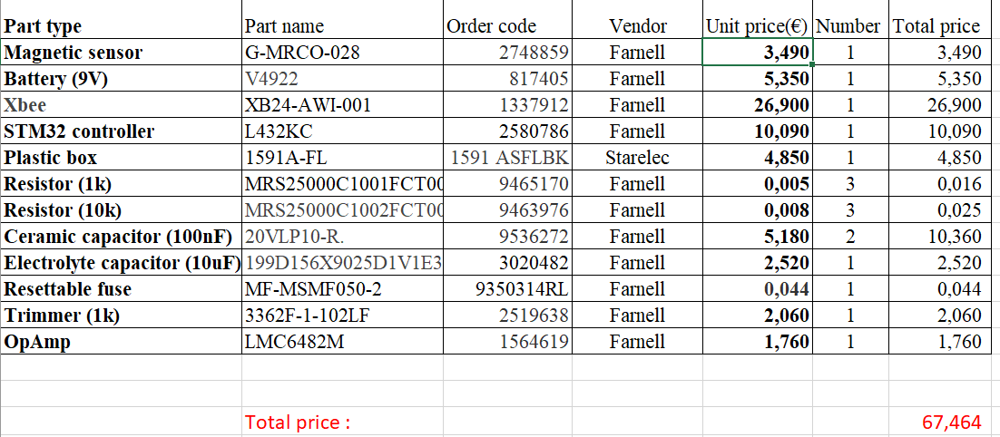 Part type Part name Order code Vendor Unit price(€) Number Total price
Magnetic sensor G-MRCO-028 2748859 Farnell 3,490 1 3,490
Battery (9V) V4922 817405 Farnell 5,350 1 5,350
Xbee XB24-AWI-001 1337912 Farnell 26,900 1 26,900
STM32 controller L432KC 2580786 Farnell 10,090 1 10,090
Plastic box 1591A-FL 1591 ASFLBK Starelec 4,850 1 4,850
Resistor (1k) MRS25000C1001FCT00 9465170 Farnell 0,005 3 0,016
Resistor (10k) MRS25000C1002FCT00 9463976 Farnell 0,008 3 0,025
Ceramic capacitor (100nF) 20VLP10-R. 9536272 Farnell 5,180 2 10,360
Electrolyte capacitor (10uF) 199D156X9025D1V1E3 3020482 Farnell 2,520 1 2,520
Resettable fuse MF-MSMF050-2 9350314RL Farnell 0,044 1 0,044
Trimmer (1k) 3362F-1-102LF 2519638 Farnell 2,060 1 2,060
OpAmp LMC6482M 1564619 Farnell 1,760 1 1,760
Total price : 67,464